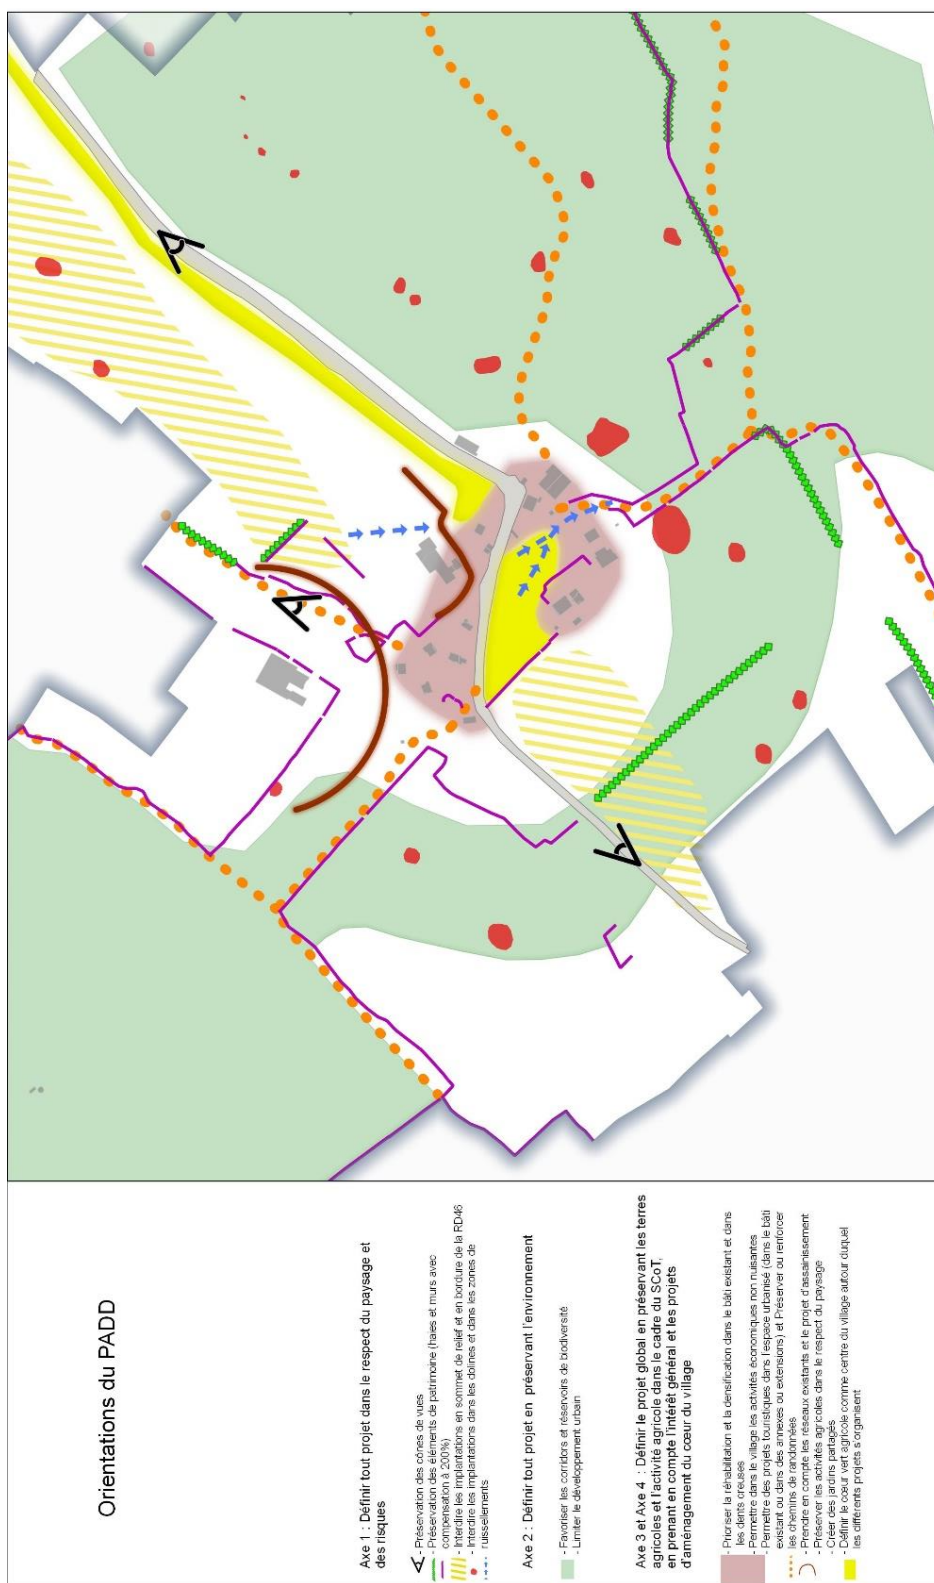 Orientations du PADD
Axe 1 : Définir tout projet dans le respect du paysage et
des risques
- Préservation des cônes de vues
- Préservation des éléments de patrimoine (haies et murs avec
compensation à 200%)
- Interdire les implantations en sommet de relief et en bordure de la RD46
- Interdire les implantations dans les dolines et dans les zones de
ruissellements
Axe 2 : Définir tout projet en préservant l'environnement
- Favoriser les corridors et réservoirs de biodiversité
- Limiter le développement urbain
Axe 3 et Axe 4 : Définir le projet global en préservant les terres
agricoles et l'activité agricole dans le cadre du SCoT,
en prenant en compte l'intérêt général et les projets
d'aménagement du cœur du village
- Prioriser la réhabilitation et la densification dans le bâti existant et dans
les dents creuses
- Permettre dans le village les activités économiques non nuisantes
- Permettre des projets touristiques dans l'espace urbanisé (dans le bâti
existant ou dans des annexes ou extensions) et Préserver ou renforcer
les chemins de randonnées
- Prendre en compte les réseaux existants et le projet d'assainissement
- Préserver les activités agricoles dans le respect du paysage
- Créer des jardins partagés
- Définir le cœur vert agricole comme centre du village autour duquel
les différents projets s'organisent